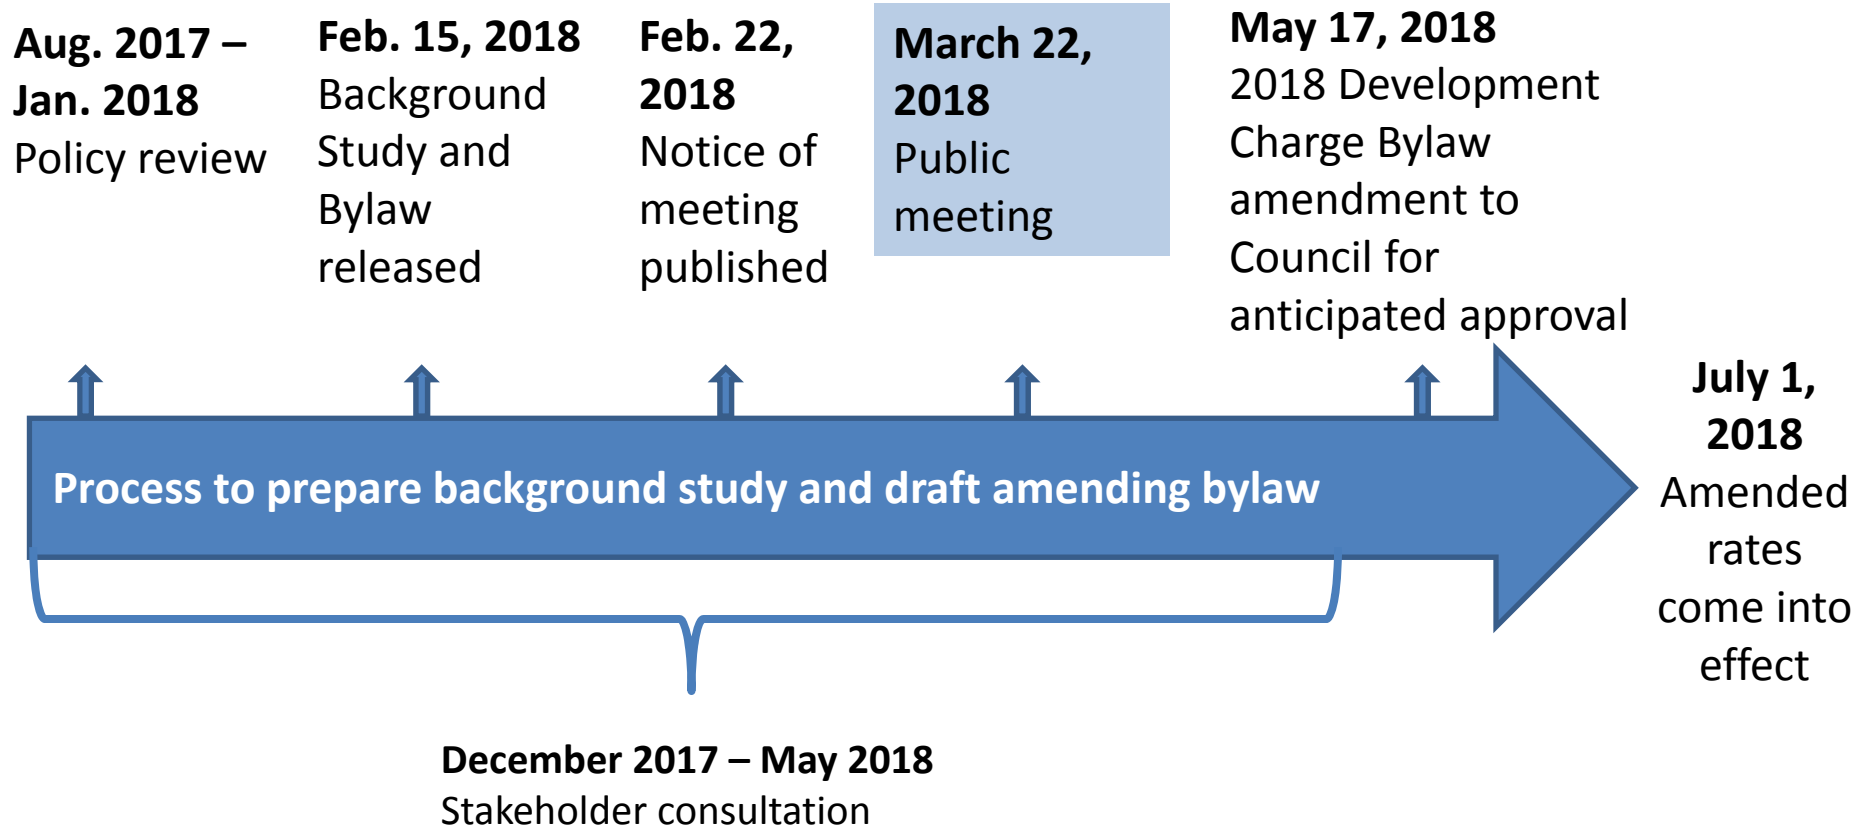 Aug. 2017 –
Jan. 2018
Policy review
Feb. 15, 2018
Background
Study and
Bylaw
released
Feb. 22,
2018
Notice of
meeting
published
March 22,
2018
Public
meeting
May 17, 2018
2018 Development
Charge Bylaw
amendment to
Council for
anticipated approval
July 1,
2018
Amended
rates
come into
effect
Process to prepare background study and draft amending bylaw
December 2017 – May 2018
Stakeholder consultation